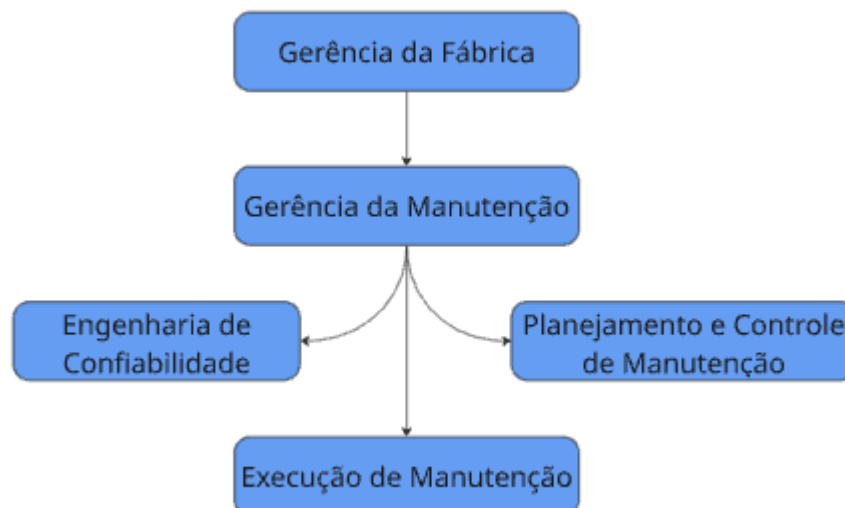 Gerência da Fábrica
Gerência da Manutenção
Engenharia de
Confiabilidade
Planejamento e Controle
de Manutenção
Execução de Manutenção